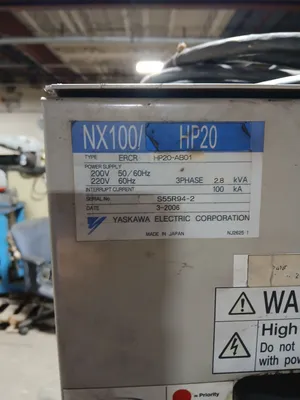 NX100/ HP20
TYPE ERCR HP20-AB01
POWER SUPPLY
200V 50/60Hz
220V 60Hz 3PHASE 2.8 kVA
INTERRUPT CURRENT 100 kA
SERIAL No. S55R94-2
DATE 3-2006
YASKAWA ELECTRIC CORPORATION
MADE IN JAPAN
WA
High
Do not
with pow
= Priority